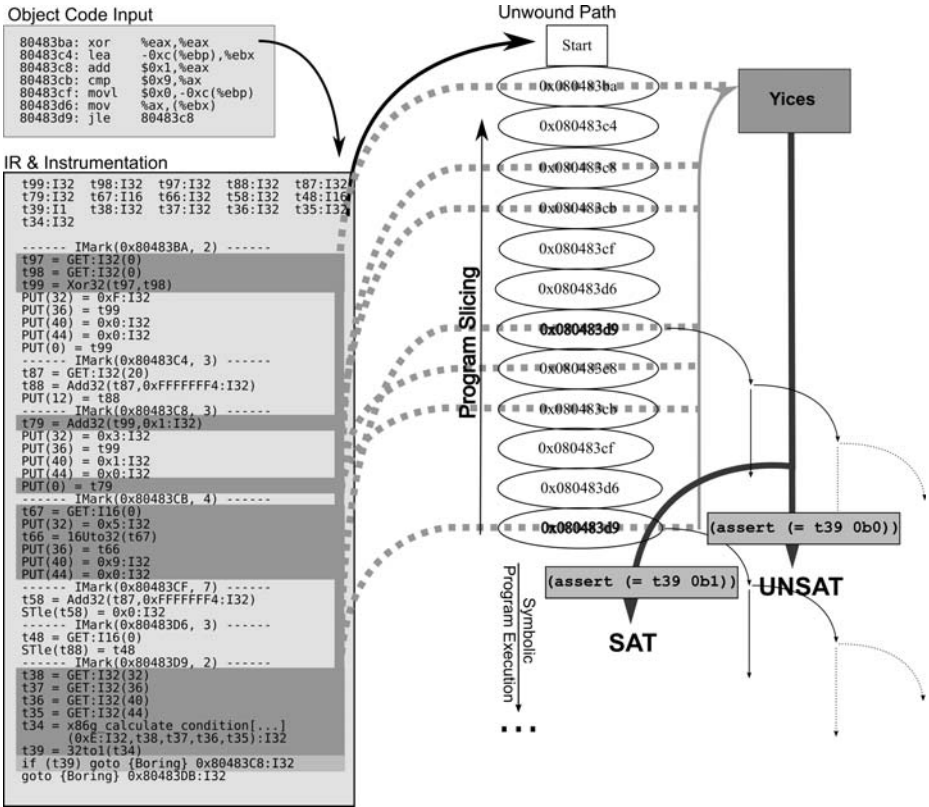 Object Code Input
80483ba: xor %eax,%eax
80483c4: lea -0xc(%ebp),%ebx
80483c8: add $0x1,%eax
80483cb: cmp $0x9,%ax
80483cf: movl $0x0,-0xc(%ebp)
80483d6: mov %ax,(%ebx)
80483d9: jle 80483c8
IR & Instrumentation
t99:I32 t98:I32 t97:I32 t88:I32 t87:I32
t79:I32 t67:I16 t66:I32 t58:I32 t48:I16
t39:I1 t38:I32 t37:I32 t36:I32 t35:I32
t34:I32
------ IMark(0x80483BA, 2) ------
t97 = GET:I32(0)
t98 = GET:I32(0)
t99 = Xor32(t97,t98)
PUT(32) = 0xF:I32
PUT(36) = t99
PUT(40) = 0x0:I32
PUT(44) = 0x0:I32
PUT(0) = t99
------ IMark(0x80483C4, 3) ------
t87 = GET:I32(20)
t88 = Add32(t87,0xFFFFFFF4:I32)
PUT(12) = t88
------ IMark(0x80483C8, 3) ------
t79 = Add32(t99,0x1:I32)
PUT(32) = 0x3:I32
PUT(36) = t99
PUT(40) = 0x1:I32
PUT(44) = 0x0:I32
PUT(0) = t79
------ IMark(0x80483CB, 4) ------
t67 = GET:I16(0)
PUT(32) = 0x5:I32
t66 = 16Uto32(t67)
PUT(36) = t66
PUT(40) = 0x9:I32
PUT(44) = 0x0:I32
------ IMark(0x80483CF, 7) ------
t58 = Add32(t87,0xFFFFFFF4:I32)
STle(t58) = 0x0:I32
------ IMark(0x80483D6, 3) ------
t48 = GET:I16(0)
STle(t88) = t48
------ IMark(0x80483D9, 2) ------
t38 = GET:I32(32)
t37 = GET:I32(36)
t36 = GET:I32(40)
t35 = GET:I32(44)
t34 = x86g_calculate_condition[...]
(0xE:I32,t38,t37,t36,t35):I32
t39 = 32to1(t34)
if (t39) goto {Boring} 0x80483C8:I32
goto {Boring} 0x80483DB:I32
Unwound Path
Start
0x080483ba
0x080483c4
0x080483c8
0x080483cb
0x080483cf
0x080483d6
0x080483d9
0x080483c8
0x080483cb
0x080483cf
0x080483d6
0x080483d9
Program Slicing
Symbolic
Program Execution
...
Yices
(assert (= t39 0b0))
UNSAT
(assert (= t39 0b1))
SAT